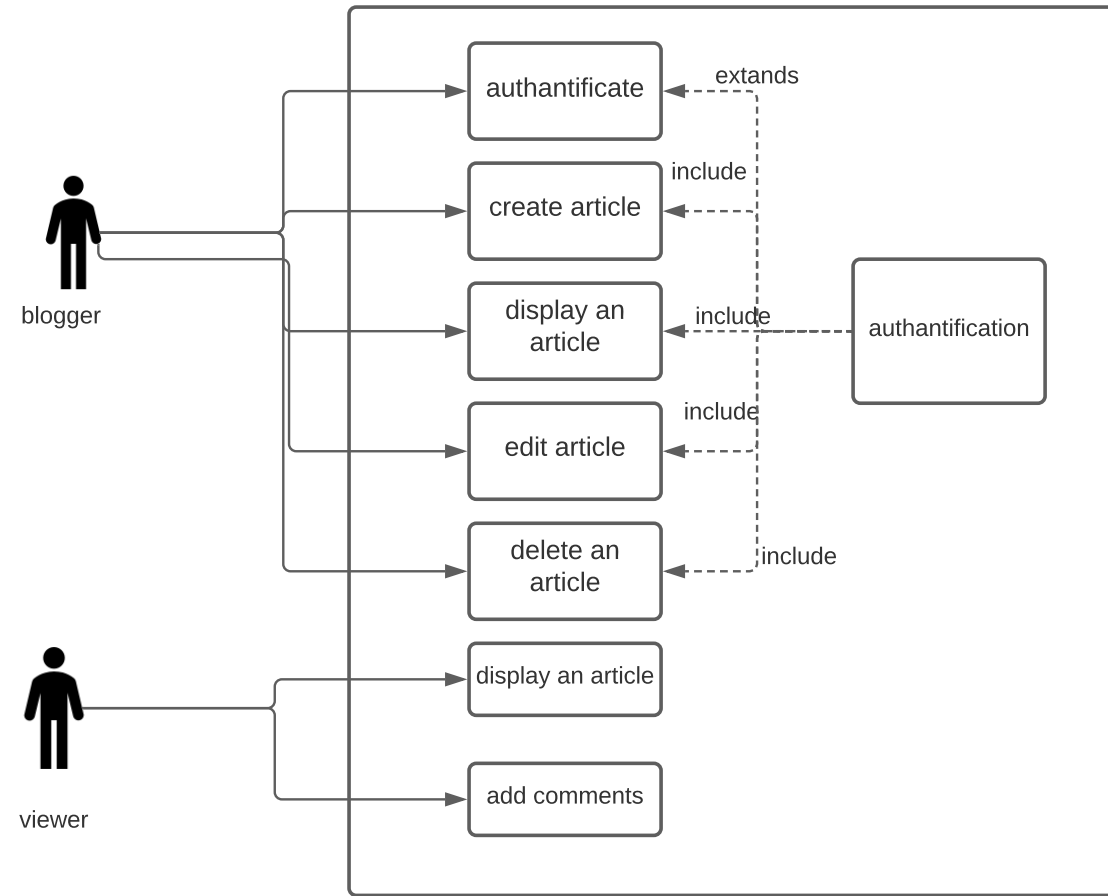 authantificate
extands
include
create article
blogger
display an
article
include
authantification
include
edit article
delete an
article
include
display an article
viewer
add comments